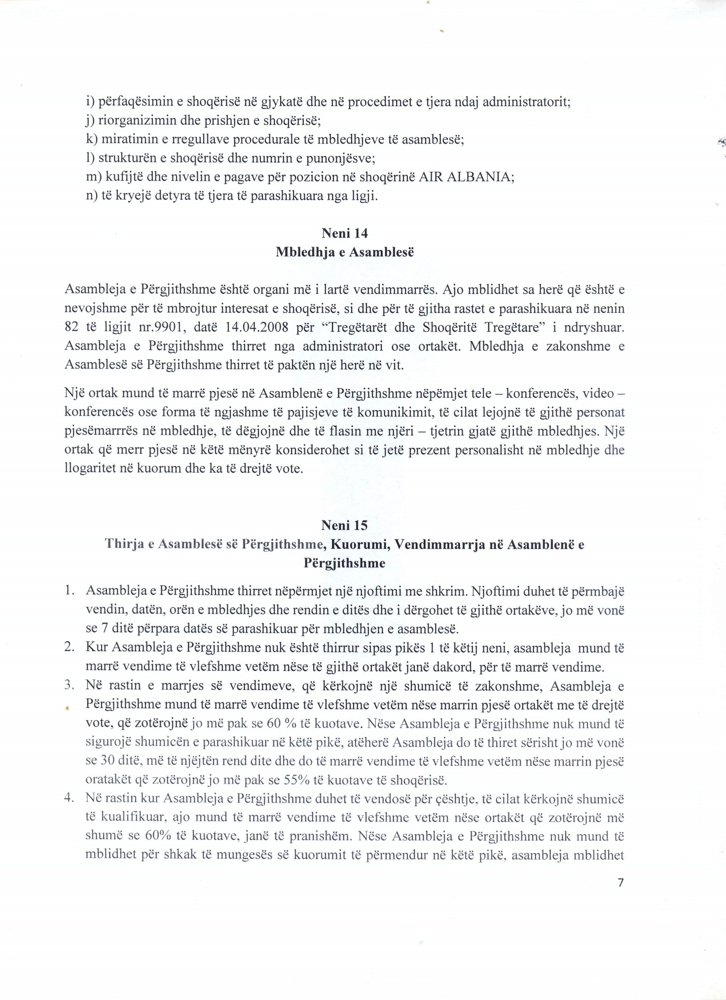 i) përfaqësimin e shoqërisë në gjykatë dhe në procedimet e tjera ndaj administratorit;
j) riorganizimin dhe prishjen e shoqërisë;
k) miratimin e rregullave procedurale të mbledhjeve të asamblesë;
l) strukturën e shoqërisë dhe numrin e punonjësve;
m) kufijtë dhe nivelin e pagave për pozicion në shoqërinë AIR ALBANIA;
n) të kryejë detyra të tjera të parashikuara nga ligji.
Neni 14
Mbledhja e Asamblesë
Asambleja e Përgjithshme është organi më i lartë vendimmarrës. Ajo mblidhet sa herë që është e
nevojshme për të mbrojtur interesat e shoqërisë, si dhe për të gjitha rastet e parashikuara në nenin
82 të ligjit nr.9901, datë 14.04.2008 për “Tregëtarët dhe Shoqëritë Tregëtare” i ndryshuar.
Asambleja e Përgjithshme thirret nga administratori ose ortakët. Mbledhja e zakonshme e
Asamblesë së Përgjithshme thirret të paktën një herë në vit.
Një ortak mund të marrë pjesë në Asamblenë e Përgjithshme nëpëmjet tele – konferencës, video –
konferencës ose forma të ngjashme të pajisjeve të komunikimit, të cilat lejojnë të gjithë personat
pjesëmarrrës në mbledhje, të dëgjojnë dhe të flasin me njëri – tjetrin gjatë gjithë mbledhjes. Një
ortak që merr pjesë në këtë mënyrë konsiderohet si të jetë prezent personalisht në mbledhje dhe
llogaritet në kuorum dhe ka të drejtë vote.
Neni 15
Thirja e Asamblesë së Përgjithshme, Kuorumi, Vendimmarrja në Asamblenë e
Përgjithshme
1. Asambleja e Përgjithshme thirret nëpërmjet një njoftimi me shkrim. Njoftimi duhet të përmbajë
vendin, datën, orën e mbledhjes dhe rendin e ditës dhe i dërgohet të gjithë ortakëve, jo më vonë
se 7 ditë përpara datës së parashikuar për mbledhjen e asamblesë.
2. Kur Asambleja e Përgjithshme nuk është thirrur sipas pikës 1 të këtij neni, asambleja mund të
marrë vendime të vlefshme vetëm nëse të gjithë ortakët janë dakord, për të marrë vendime.
3. Në rastin e marrjes së vendimeve, që kërkojnë një shumicë të zakonshme, Asambleja e
Përgjithshme mund të marrë vendime të vlefshme vetëm nëse marrin pjesë ortakët me të drejtë
vote, që zotërojnë jo më pak se 60 % të kuotave. Nëse Asambleja e Përgjithshme nuk mund të
sigurojë shumicën e parashikuar në këtë pikë, atëherë Asambleja do të thiret sërisht jo më vonë
se 30 ditë, më të njëjtën rend dite dhe do të marrë vendime të vlefshme vetëm nëse marrin pjesë
oratakët që zotërojnë jo më pak se 55% të kuotave të shoqërisë.
4. Në rastin kur Asambleja e Përgjithshme duhet të vendosë për çështje, të cilat kërkojnë shumicë
të kualifikuar, ajo mund të marrë vendime të vlefshme vetëm nëse ortakët që zotërojnë më
shumë se 60% të kuotave, janë të pranishëm. Nëse Asambleja e Përgjithshme nuk mund të
mblidhet për shkak të mungesës së kuorumit të përmendur në këtë pikë, asambleja mblidhet
7